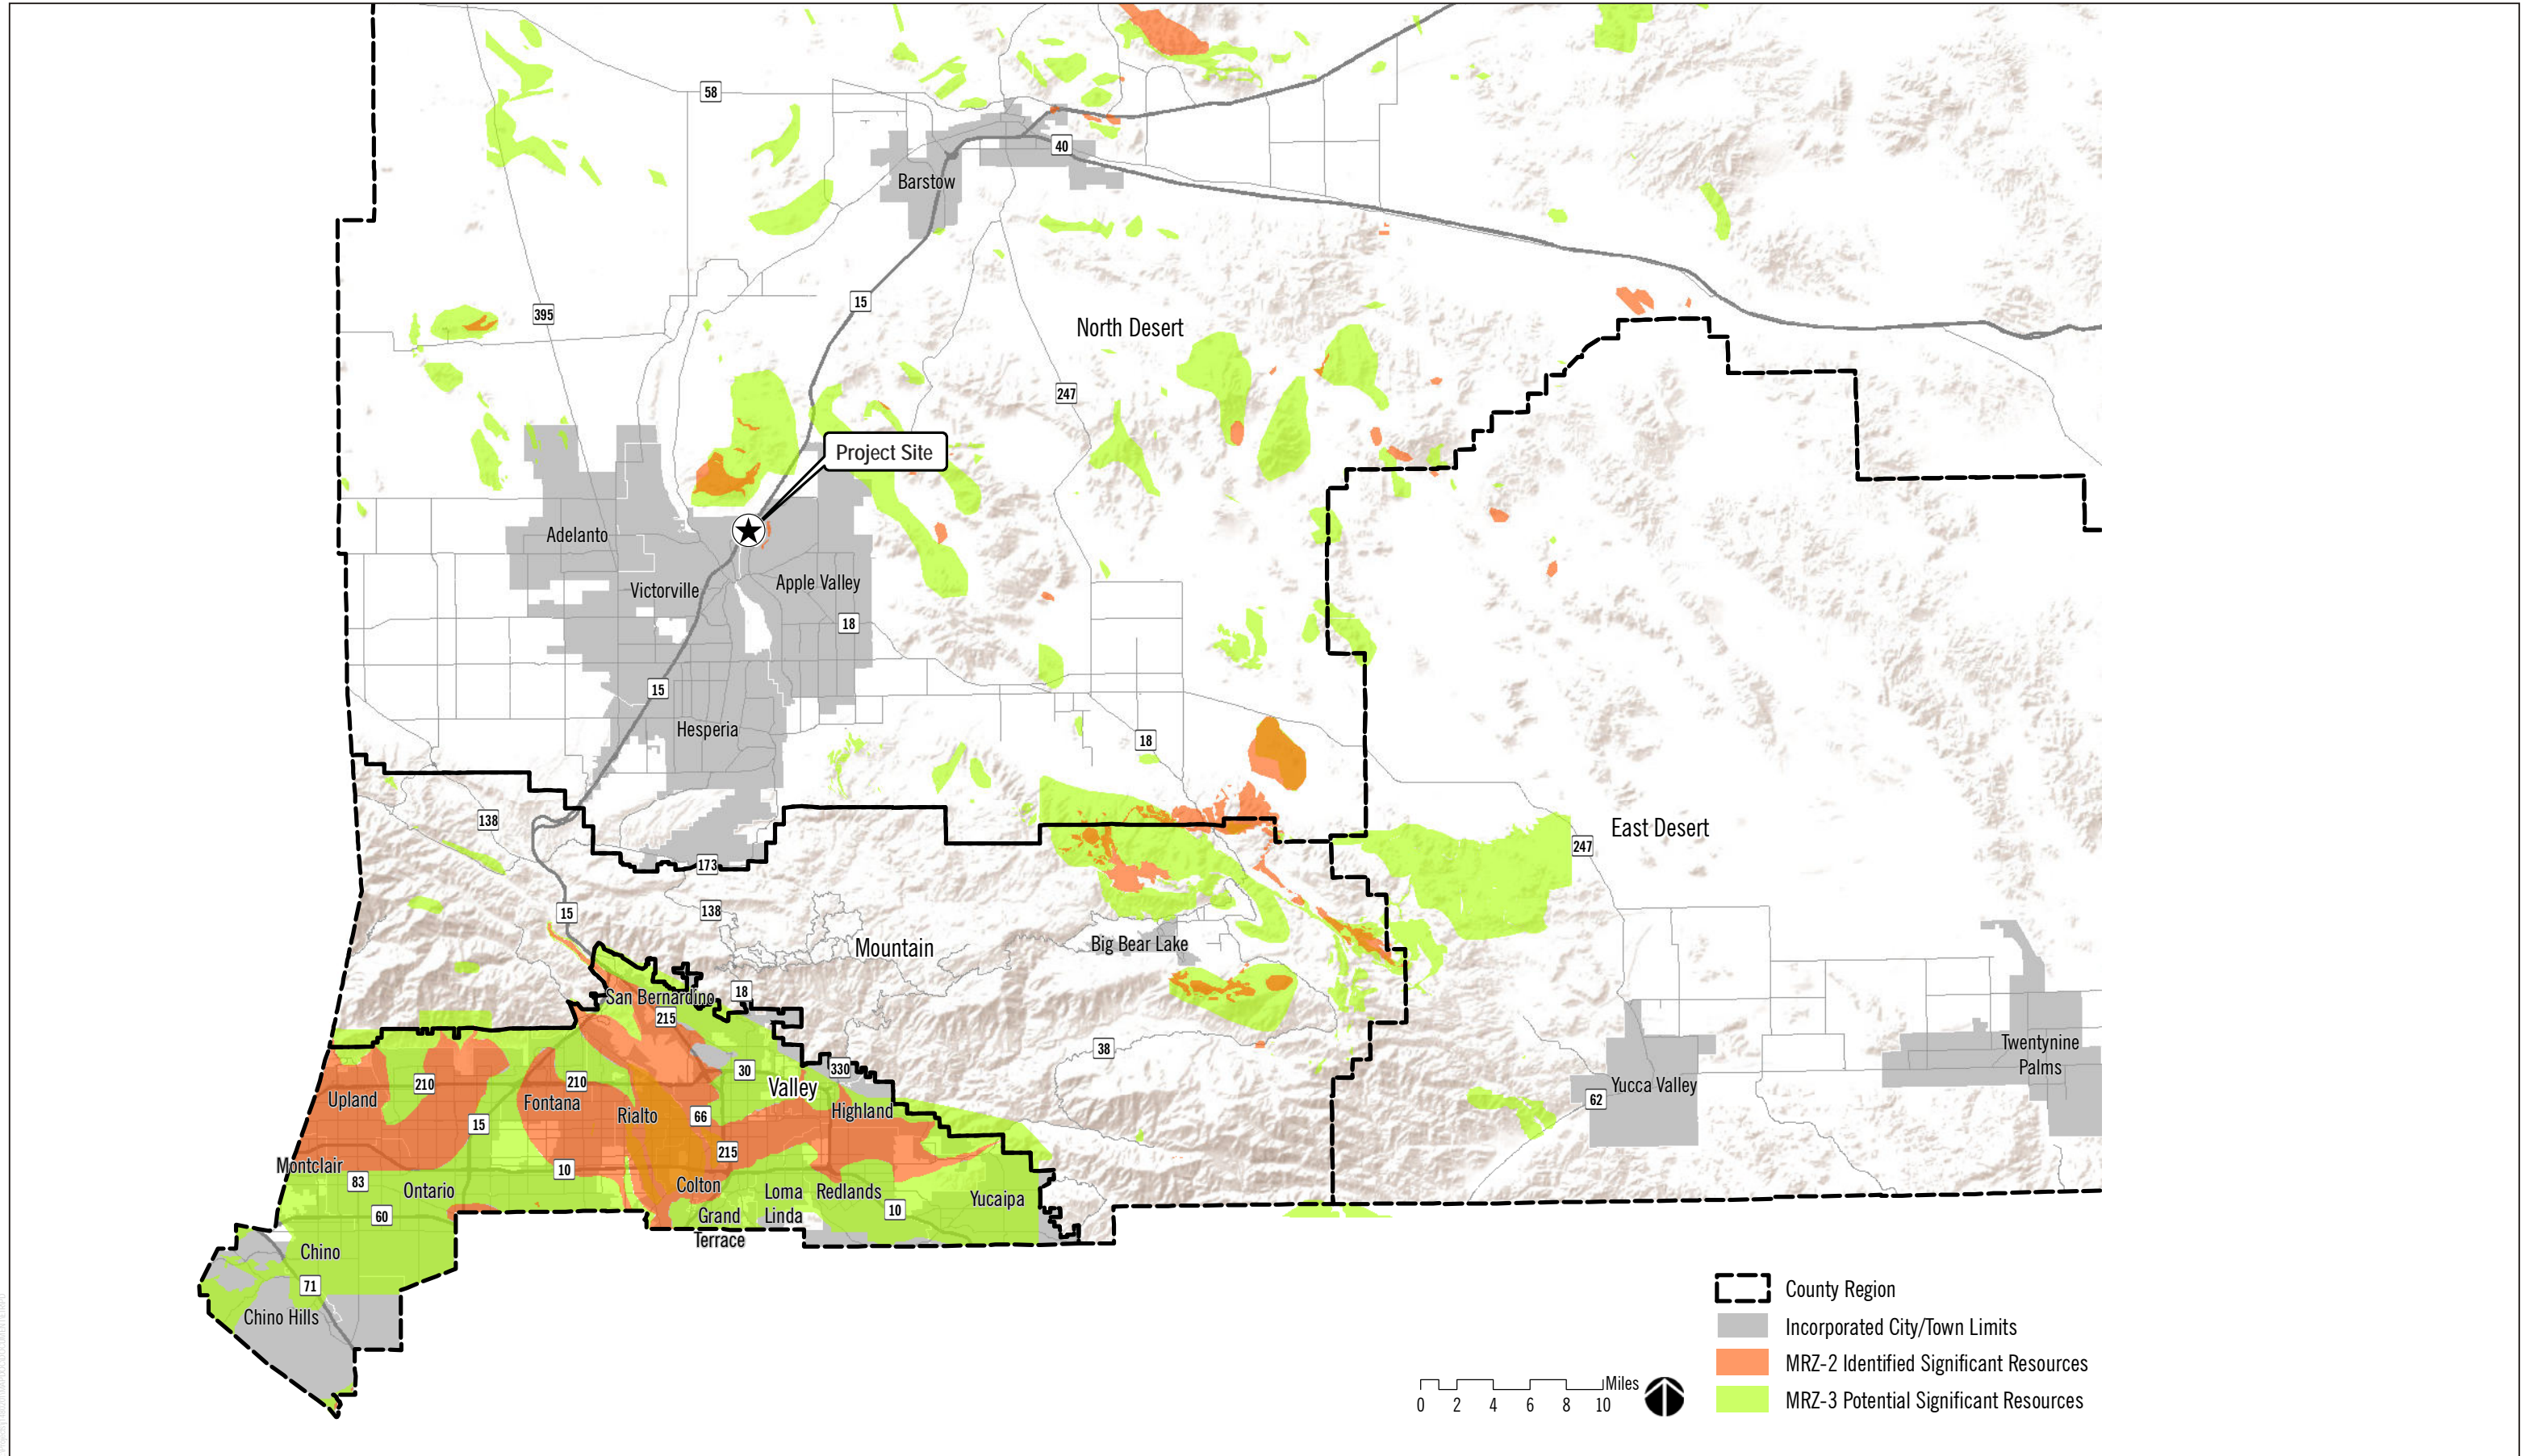 58
40
Barstow
15
395
North Desert
247
Project Site
Adelanto
Victorville
Apple Valley
18
15
Hesperia
18
138
173
East Desert
247
15
138
Mountain
Big Bear Lake
San Bernardino
18
215
38
Twentynine
Palms
210
210
30
330
Valley
Yucca Valley
62
Upland
Fontana
Rialto
66
Highland
15
215
Montclair
10
83
Ontario
Colton
Loma
Linda
Redlands
Yucaipa
10
60
Grand
Terrace
Chino
71
Chino Hills
County Region
Incorporated City/Town Limits
MRZ-2 Identified Significant Resources
MRZ-3 Potential Significant Resources
Miles
0 2 4 6 8 10